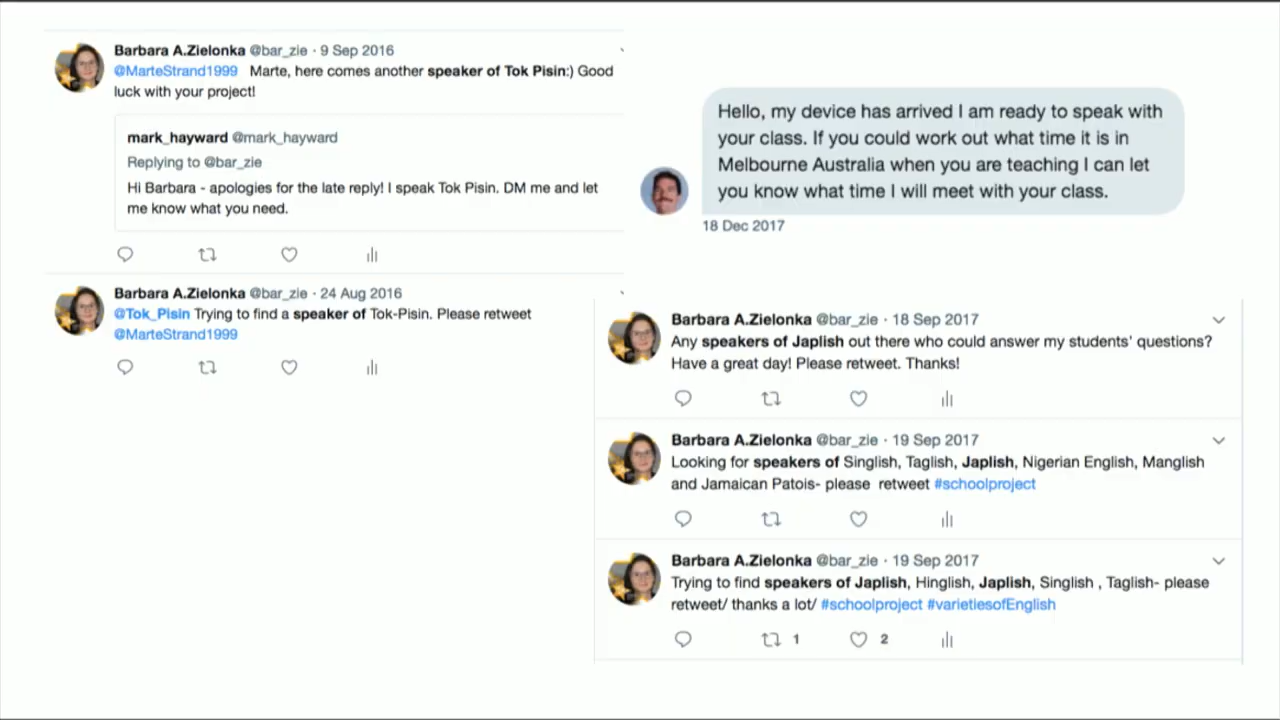 Barbara A.Zielonka @bar_zie · 9 Sep 2016
@MarteStrand1999 Marte, here comes another speaker of Tok Pisin:) Good
luck with your project!
mark_hayward @mark_hayward
Replying to @bar_zie
Hi Barbara - apologies for the late reply! I speak Tok Pisin. DM me and let
me know what you need.
Barbara A.Zielonka @bar_zie · 24 Aug 2016
@Tok_Pisin Trying to find a speaker of Tok-Pisin. Please retweet
@MarteStrand1999
Hello, my device has arrived I am ready to speak with
your class. If you could work out what time it is in
Melbourne Australia when you are teaching I can let
you know what time I will meet with your class.
18 Dec 2017
Barbara A.Zielonka @bar_zie · 18 Sep 2017
Any speakers of Japlish out there who could answer my students' questions?
Have a great day! Please retweet. Thanks!
Barbara A.Zielonka @bar_zie · 19 Sep 2017
Looking for speakers of Singlish, Taglish, Japlish, Nigerian English, Manglish
and Jamaican Patois- please retweet #schoolproject
Barbara A.Zielonka @bar_zie · 19 Sep 2017
Trying to find speakers of Japlish, Hinglish, Japlish, Singlish , Taglish- please
retweet/ thanks a lot/ #schoolproject #varietiesofEnglish
1 2